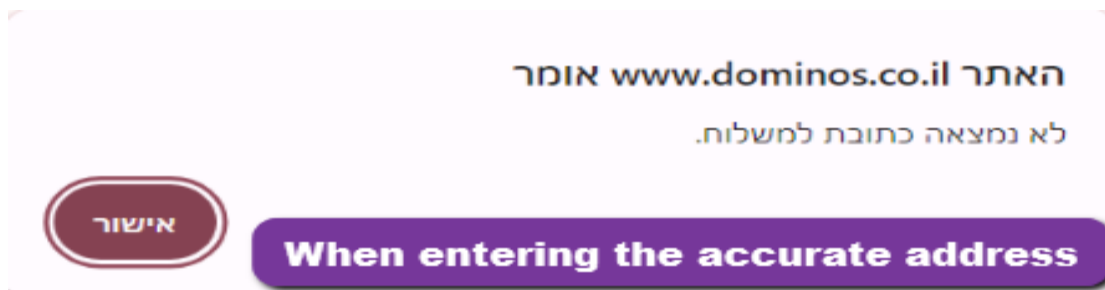 האתר www.dominos.co.il אומר
לא נמצאה כתובת למשלוח.
אישור
When entering the accurate address